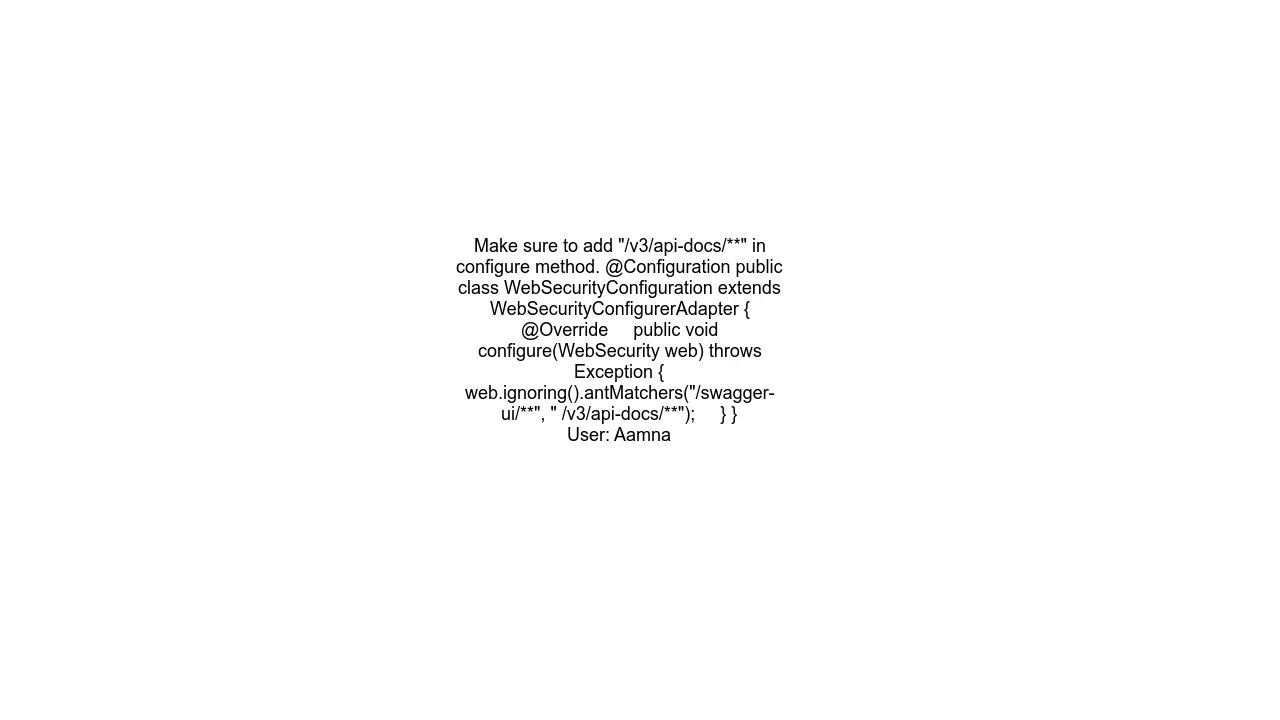 Make sure to add "/v3/api-docs/**" in
configure method. @Configuration public
class WebSecurityConfiguration extends
WebSecurityConfigurerAdapter {
@Override     public void
configure(WebSecurity web) throws
Exception {
web.ignoring().antMatchers("/swagger-
ui/**", " /v3/api-docs/**");     } }
User: Aamna